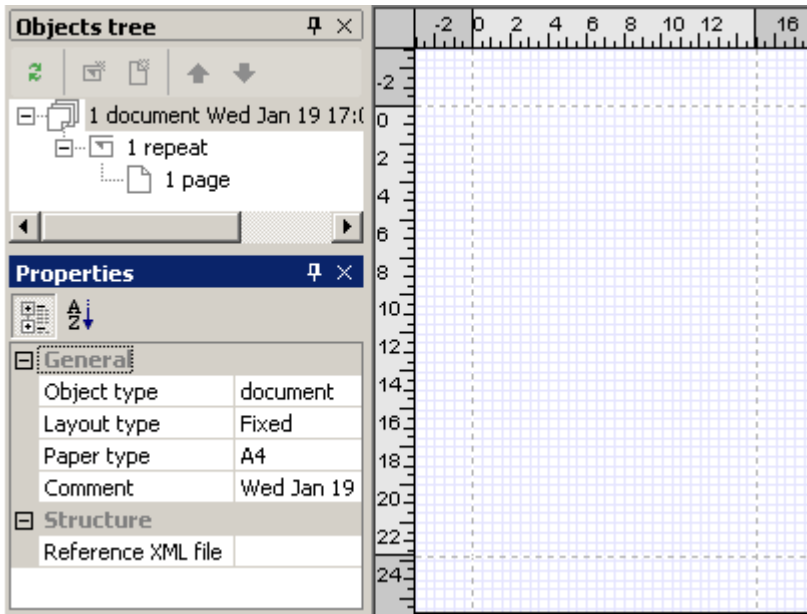 Objects tree
1 document Wed Jan 19 17:0
1 repeat
1 page
Properties
General
Object type document
Layout type Fixed
Paper type A4
Comment Wed Jan 19
Structure
Reference XML file
-2 0 2 4 6 8 10 12 16
-2
0
2
4
6
8
10
12
14
16
18
20
22
24